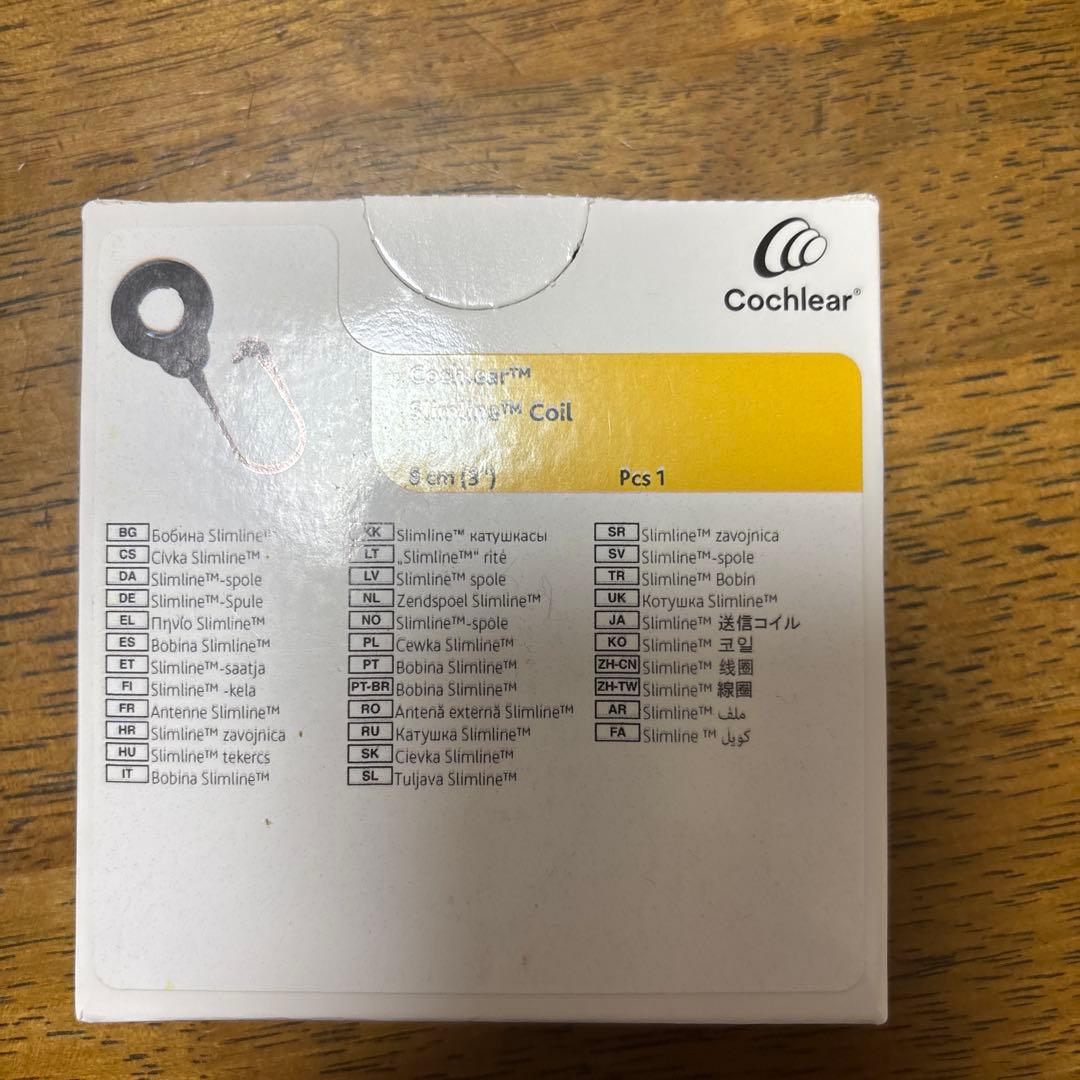 Cochlear®
Cochlear™
Slimline™ Coil
8 cm (3") Pcs 1
BG Бобина Slimline™
CS Cívka Slimline™
DA Slimline™-spole
DE Slimline™-Spule
EL Πηνίο Slimline™
ES Bobina Slimline™
ET Slimline™-saatja
FI Slimline™ -kela
FR Antenne Slimline™
HR Slimline™ zavojnica
HU Slimline™ tekercs
IT Bobina Slimline™
KK Slimline™ катушкасы
LT „Slimline™“ ritė
LV Slimline™ spole
NL Zendspoel Slimline™
NO Slimline™-spole
PL Cewka Slimline™
PT Bobina Slimline™
PT-BR Bobina Slimline™
RO Antenă externă Slimline™
RU Катушка Slimline™
SK Cievka Slimline™
SL Tuljava Slimline™
SR Slimline™ zavojnica
SV Slimline™-spole
TR Slimline™ Bobin
UK Котушка Slimline™
JA Slimline™ 送信コイル
KO Slimline™ 코일
ZH-CN Slimline™ 线圈
ZH-TW Slimline™ 線圈
AR Slimline™ ملف
FA Slimline ™ کویل